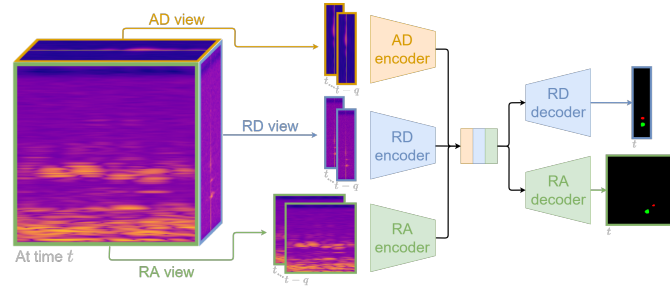 AD view
RD view
RA view
At time t
t...t − q
t...t − q
t...t − q
AD
encoder
RD
encoder
RA
encoder
RD
decoder
RA
decoder
t
t